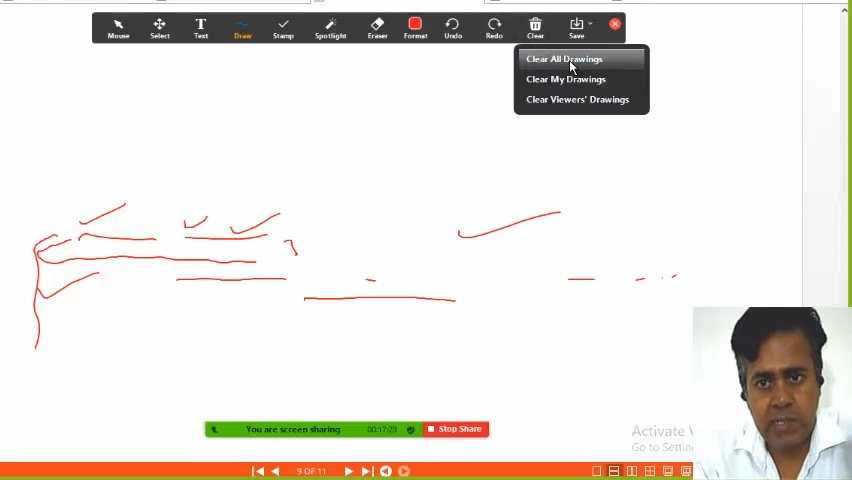 Mouse Select Text Draw Stamp Spotlight Eraser Format Undo Redo Clear Save
Clear All Drawings
Clear My Drawings
Clear Viewers' Drawings
You are screen sharing 00:17:29 Stop Share
Activate
Go to Settin
9 OF 11